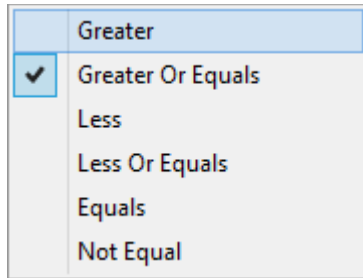 Greater
Greater Or Equals
Less
Less Or Equals
Equals
Not Equal